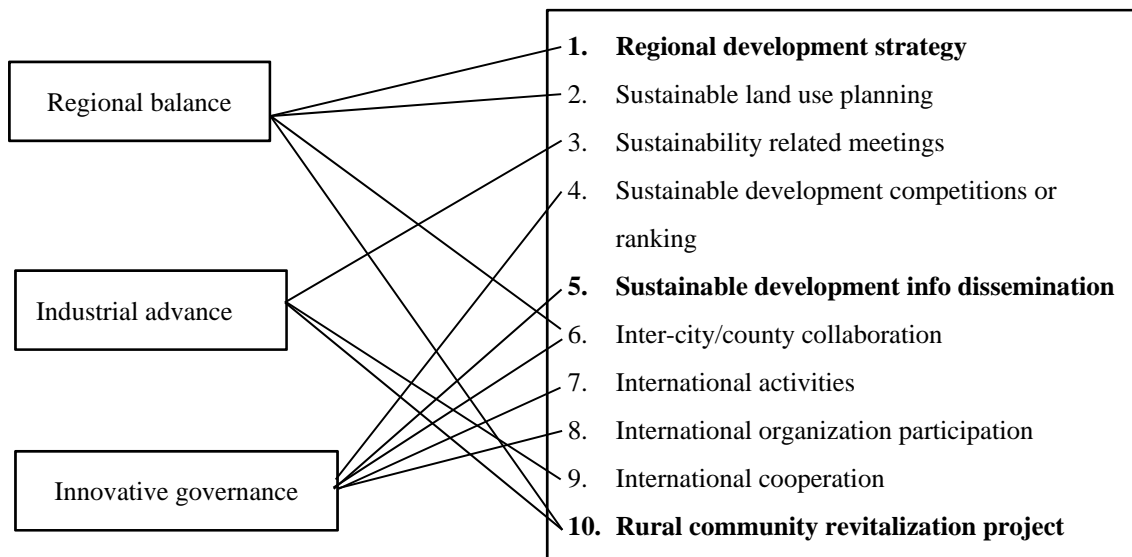 Regional balance
Industrial advance
Innovative governance
1. Regional development strategy
2. Sustainable land use planning
3. Sustainability related meetings
4. Sustainable development competitions or
ranking
5. Sustainable development info dissemination
6. Inter-city/county collaboration
7. International activities
8. International organization participation
9. International cooperation
10. Rural community revitalization project